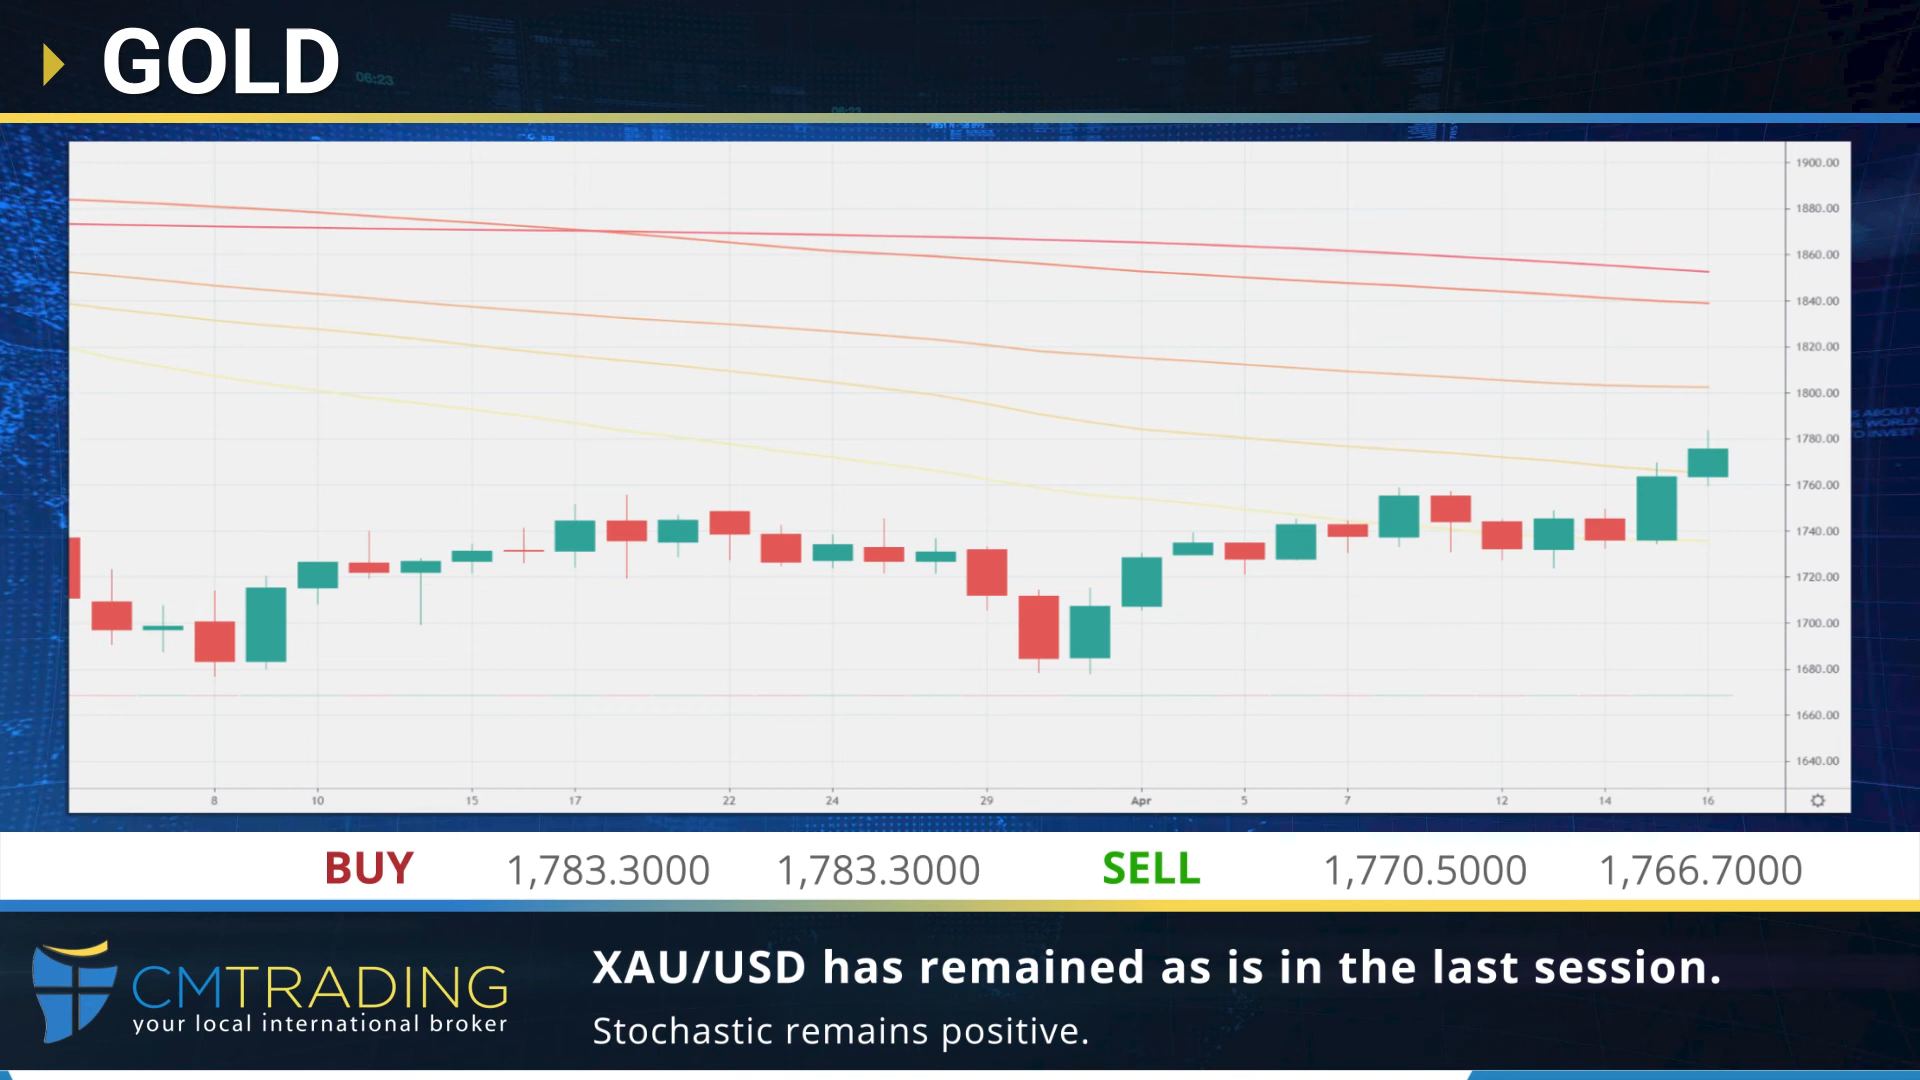 GOLD
06:23
1900.00
1880.00
1860.00
1840.00
1820.00
1800.00
1780.00
1760.00
1740.00
1720.00
1700.00
1680.00
1660.00
1640.00
8 10 15 17 22 24 29 Apr 5 7 12 14 16
BUY 1,783.3000 1,783.3000 SELL 1,770.5000 1,766.7000
CMTRADING
your local international broker
XAU/USD has remained as is in the last session.
Stochastic remains positive.